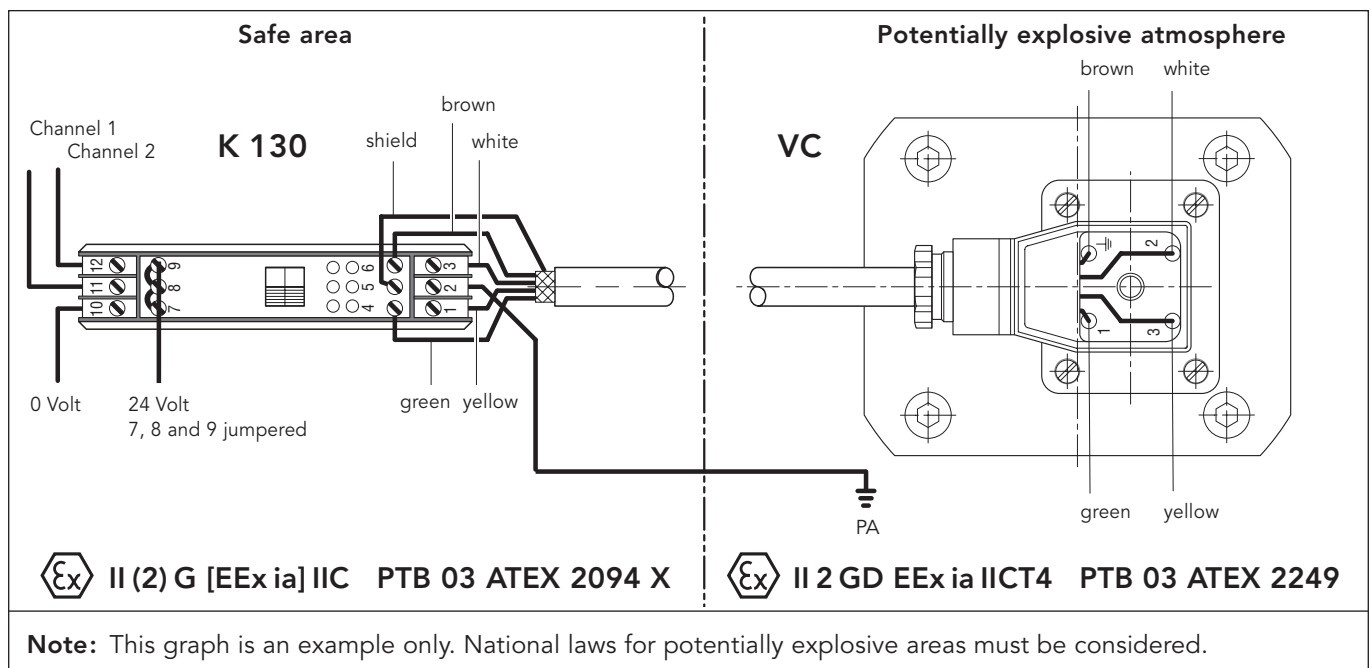 Safe area
Potentially explosive atmosphere
brown white
brown
Channel 1
Channel 2
K 130
shield
white
VC
12 11 10
9 8 7
6 5 4
3 2 1
⏚ 2
1 3
0 Volt
24 Volt
7, 8 and 9 jumpered
green yellow
green yellow
PA
Ex II (2) G [EEx ia] IIC PTB 03 ATEX 2094 X
Ex II 2 GD EEx ia IICT4 PTB 03 ATEX 2249
Note: This graph is an example only. National laws for potentially explosive areas must be considered.